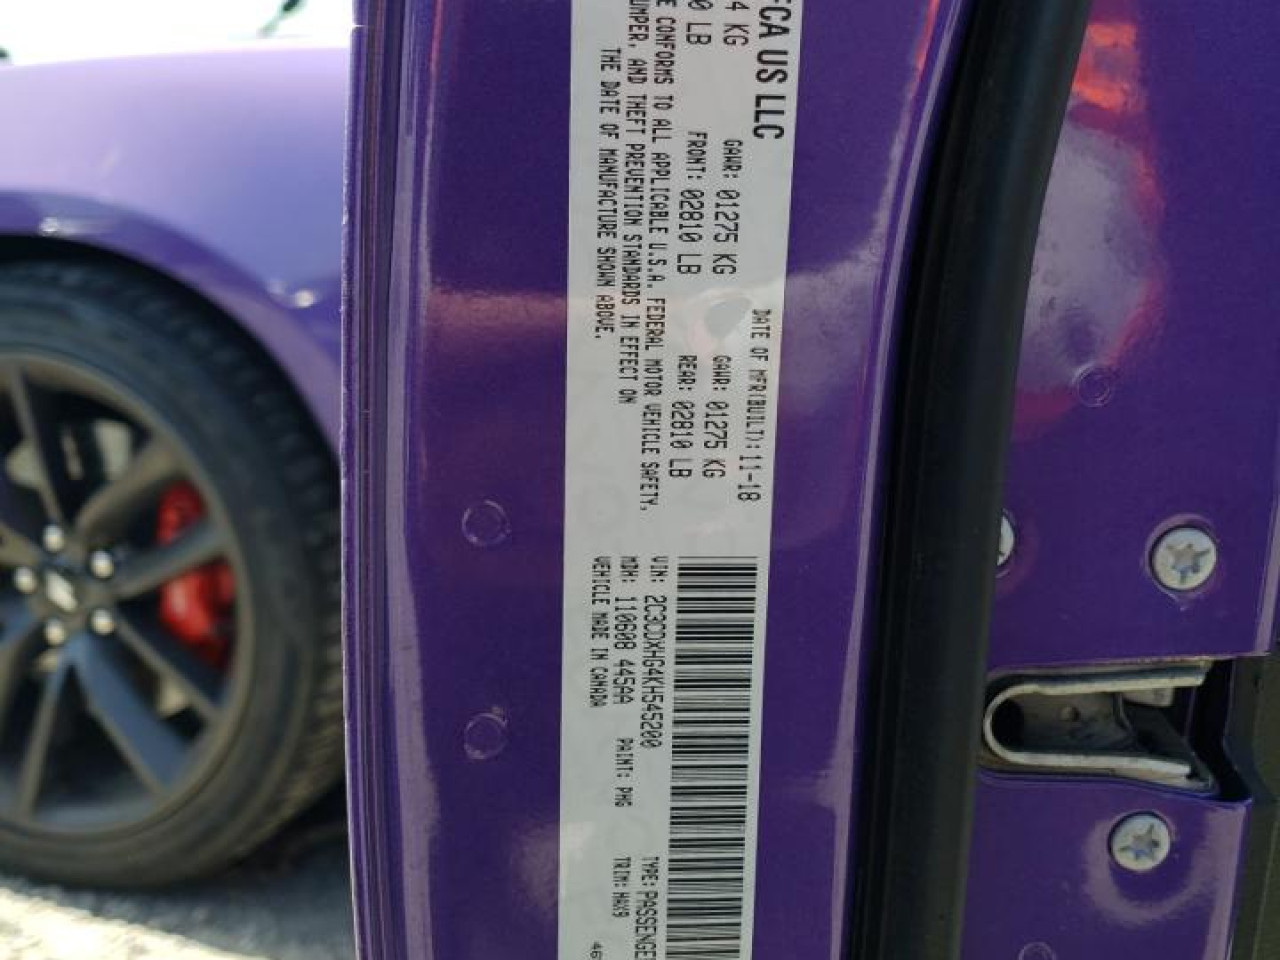 FCA US LLC
DATE OF MFR(BUILT): 11-18
4 KG GAWR: 01275 KG GAWR: 01275 KG
0 LB FRONT: 02810 LB REAR: 02810 LB
E CONFORMS TO ALL APPLICABLE U.S.A. FEDERAL MOTOR VEHICLE SAFETY,
UMPER, AND THEFT PREVENTION STANDARDS IN EFFECT ON
THE DATE OF MANUFACTURE SHOWN ABOVE.
VIN: 2C3CDXHG4KH545200 TYPE: PASSENGE
MDH: 110608 445AA PAINT: PHG TRIM: HAX9
VEHICLE MADE IN CANADA 46